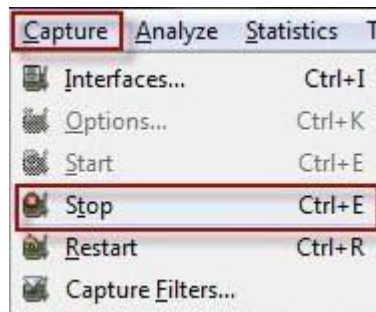 Capture Analyze Statistics T
Interfaces... Ctrl+I
Options... Ctrl+K
Start Ctrl+E
Stop Ctrl+E
Restart Ctrl+R
Capture Filters...